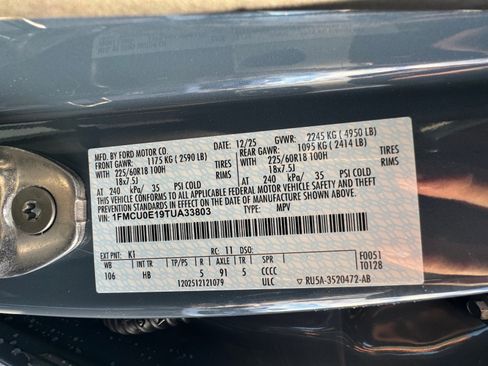 MFD. BY FORD MOTOR CO.
12/25 GVWR: 2245 KG ( 4950 LB)
FRONT GAWR: 1175 KG ( 2590 LB) REAR GAWR: 1095 KG ( 2414 LB)
225/60R18 100H TIRES 225/60R18 100H TIRES
18x7.5J RIMS 18x7.5J RIMS
AT 240 kPa/ 35 PSI COLD AT 240 kPa/ 35 PSI COLD
THIS VEHICLE CONFORMS TO ALL APPLICABLE FEDERAL MOTOR VEHICLE SAFETY AND THEFT
PREVENTION STANDARDS IN EFFECT ON THE DATE OF MANUFACTURE SHOWN ABOVE.
VIN: 1FMCU0E19TUA33803 TYPE: MPV
EXT PNT: K1 RC: 11 DSO:
WB INT TR TP/PS R AXLE TR SPR
106 HB 5 91 5 CCCC
F0051
T0128
1202512121079 ULC ▽ RU5A-3520472-AB